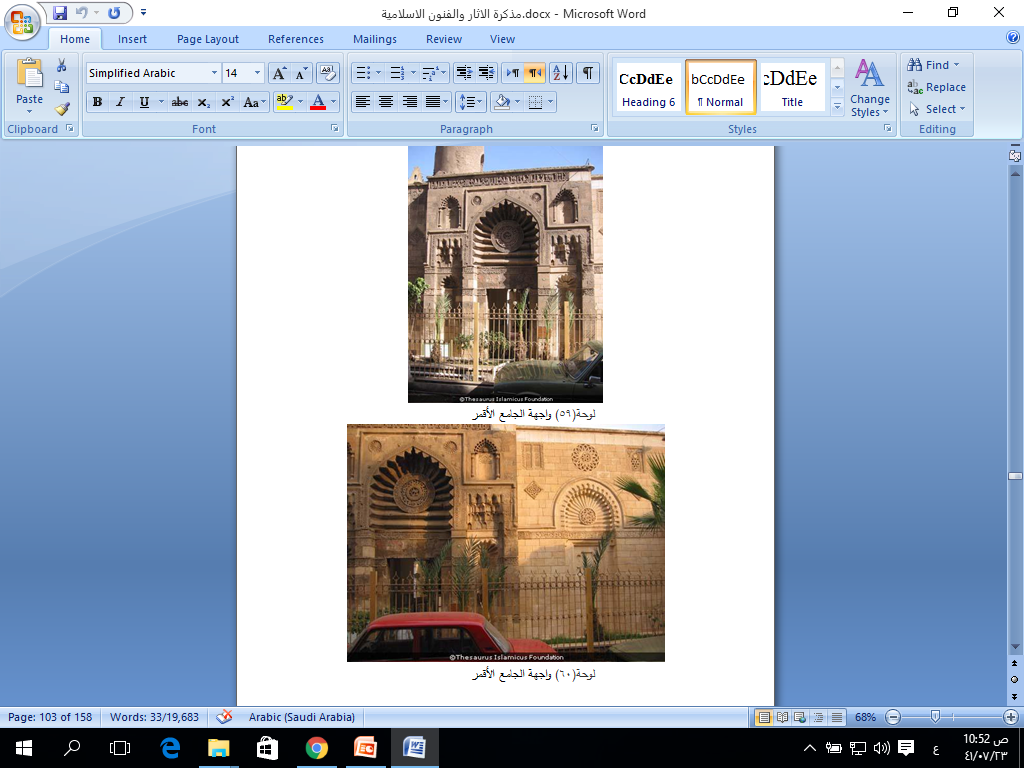 مذكرة الاثار والفنون الاسلامية.docx - Microsoft Word
Home Insert Page Layout References Mailings Review View
Paste
Clipboard
Simplified Arabic 14
Font
Paragraph
CcDdEe bCcDdEe cDdEe
Heading 6 ¶ Normal Title
Change Styles
Styles
Find
Replace
Select
Editing
©Thesaurus Islamicus Foundation
لوحة(٥٩) واجهة الجامع الأقمر
©Thesaurus Islamicus Foundation
لوحة(٦٠) واجهة الجامع الأقمر
Page: 103 of 158 Words: 33/19,683 Arabic (Saudi Arabia) 68%
ع
10:52 ص
٤١/٠٧/٢٣